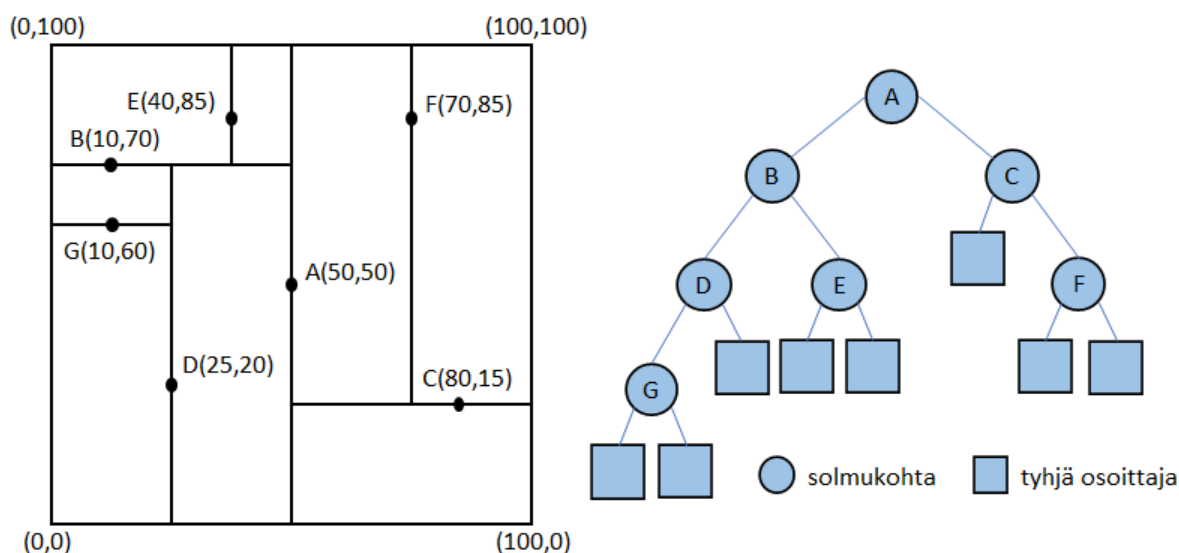 (0,100)
(100,100)
E(40,85)
F(70,85)
B(10,70)
G(10,60)
A(50,50)
D(25,20)
C(80,15)
(0,0)
(100,0)
A
B
C
D
E
F
G
solmukohta
tyhjä osoittaja